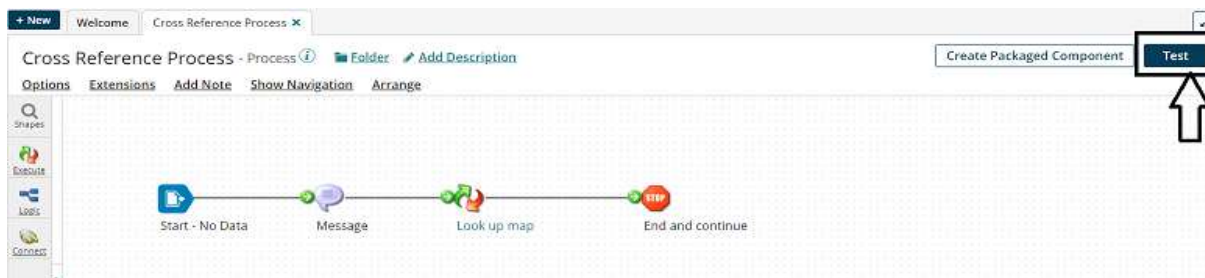 + New Welcome Cross Reference Process ×
Cross Reference Process - Process i Folder Add Description
Create Packaged Component Test
Options Extensions Add Note Show Navigation Arrange
Shapes
Execute
Logic
Connect
STOP
Start - No Data Message Look up map End and continue